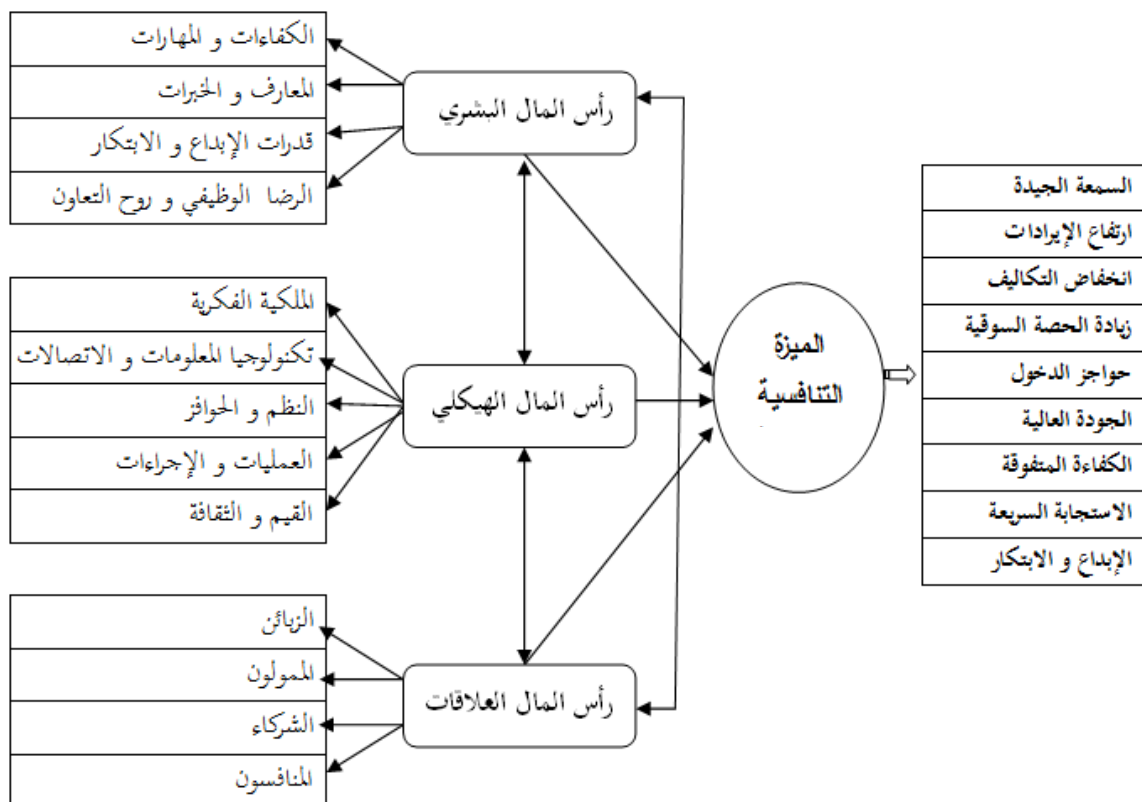 الكفاءات و المهارات
المعارف و الخبرات
قدرات الإبداع و الابتكار
الرضا الوظيفي و روح التعاون
رأس المال البشري
الملكية الفكرية
تكنولوجيا المعلومات و الاتصالات
النظم و الحوافز
العمليات و الإجراءات
القيم و الثقافة
رأس المال الهيكلي
الزبائن
الممولون
الشركاء
المنافسون
رأس المال العلاقات
الميزة
التنافسية
السمعة الجيدة
ارتفاع الإيرادات
انخفاض التكاليف
زيادة الحصة السوقية
حواجز الدخول
الجودة العالية
الكفاءة المتفوقة
الاستجابة السريعة
الإبداع و الابتكار